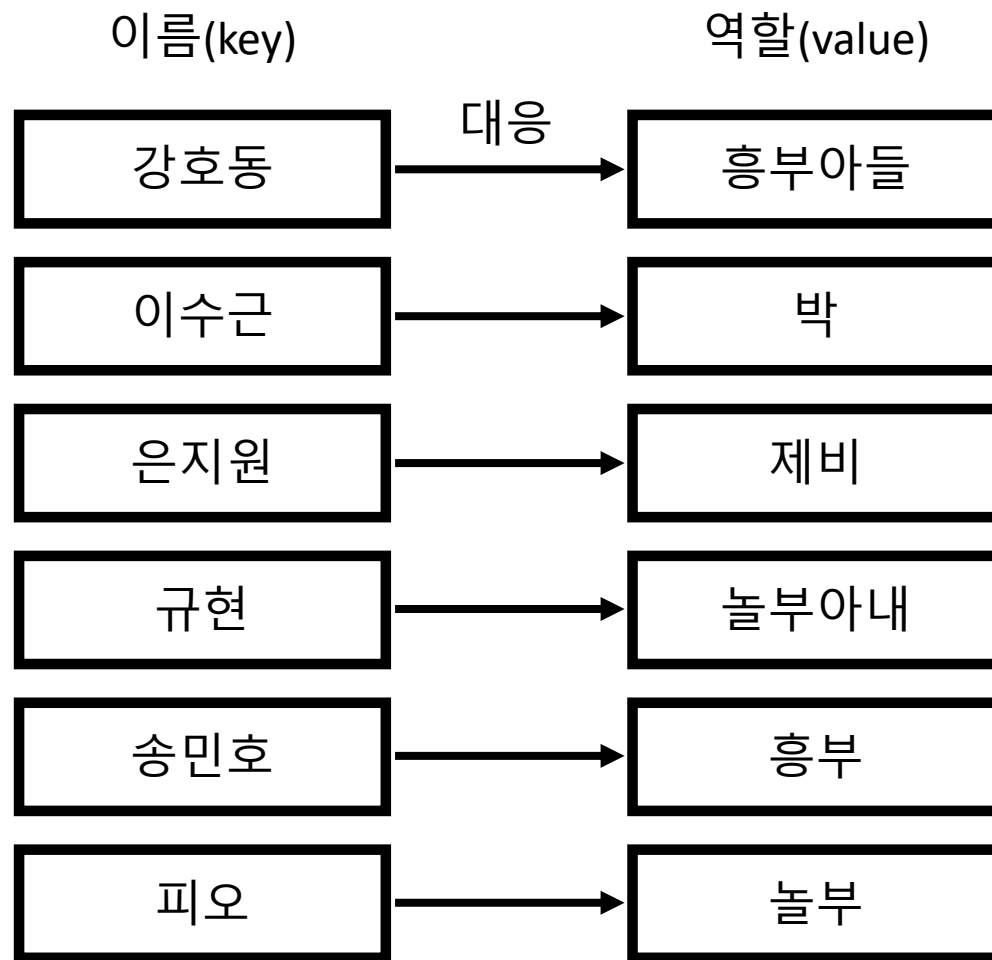 이름(key) 역할(value)
대응
강호동 흥부아들
이수근 박
은지원 제비
규현 놀부아내
송민호 흥부
피오 놀부